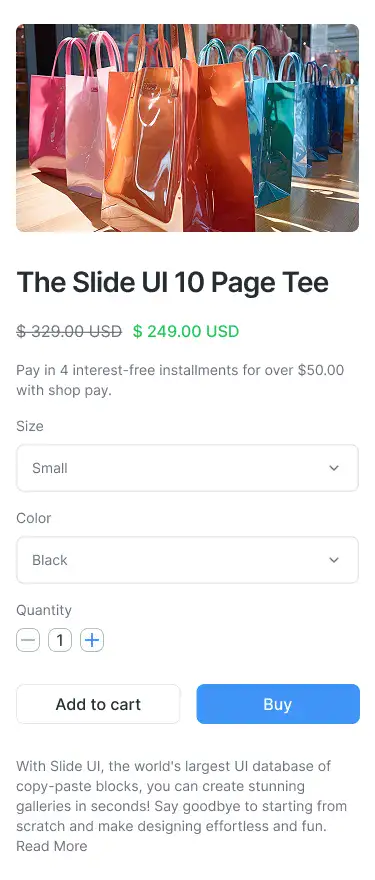 The Slide UI 10 Page Tee
$ 329.00 USD $ 249.00 USD
Pay in 4 interest-free installments for over $50.00
with shop pay.
Size
Small
Color
Black
Quantity
1
Add to cart Buy
With Slide UI, the world's largest UI database of
copy-paste blocks, you can create stunning
galleries in seconds! Say goodbye to starting from
scratch and make designing effortless and fun.
Read More